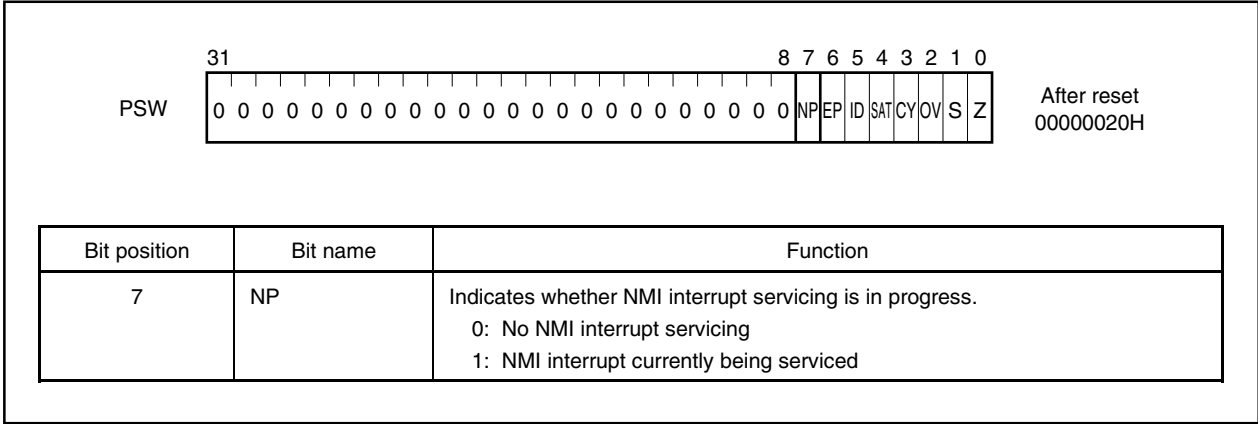 31 8 7 6 5 4 3 2 1 0
PSW 0 0 0 0 0 0 0 0 0 0 0 0 0 0 0 0 0 0 0 0 0 0 0 0 NP EP ID SAT CY OV S Z After reset
00000020H
Bit position Bit name Function
7 NP Indicates whether NMI interrupt servicing is in progress.
0: No NMI interrupt servicing
1: NMI interrupt currently being serviced